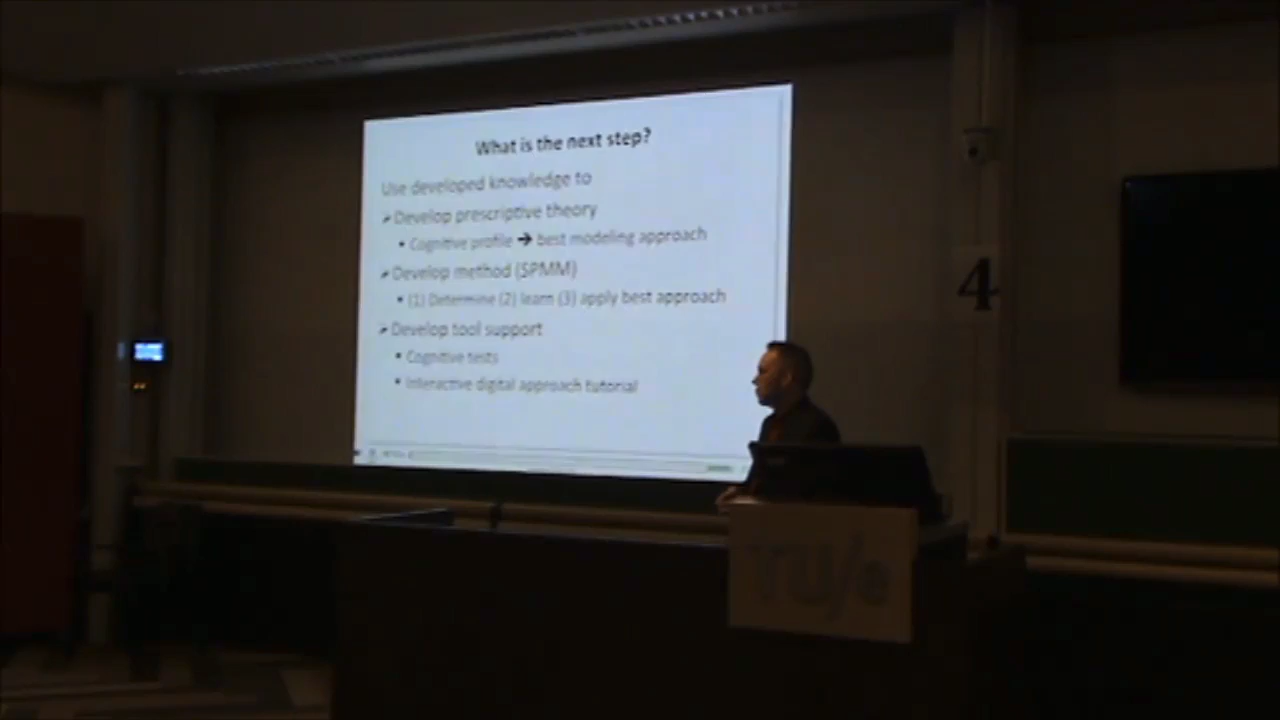 What is the next step?
Use developed knowledge to
Develop prescriptive theory
Cognitive profile ➔ best modeling approach
Develop method (SPMM)
(1) Determine (2) learn (3) apply best approach
Develop tool support
Cognitive tests
Interactive digital approach tutorial
4
TU/e